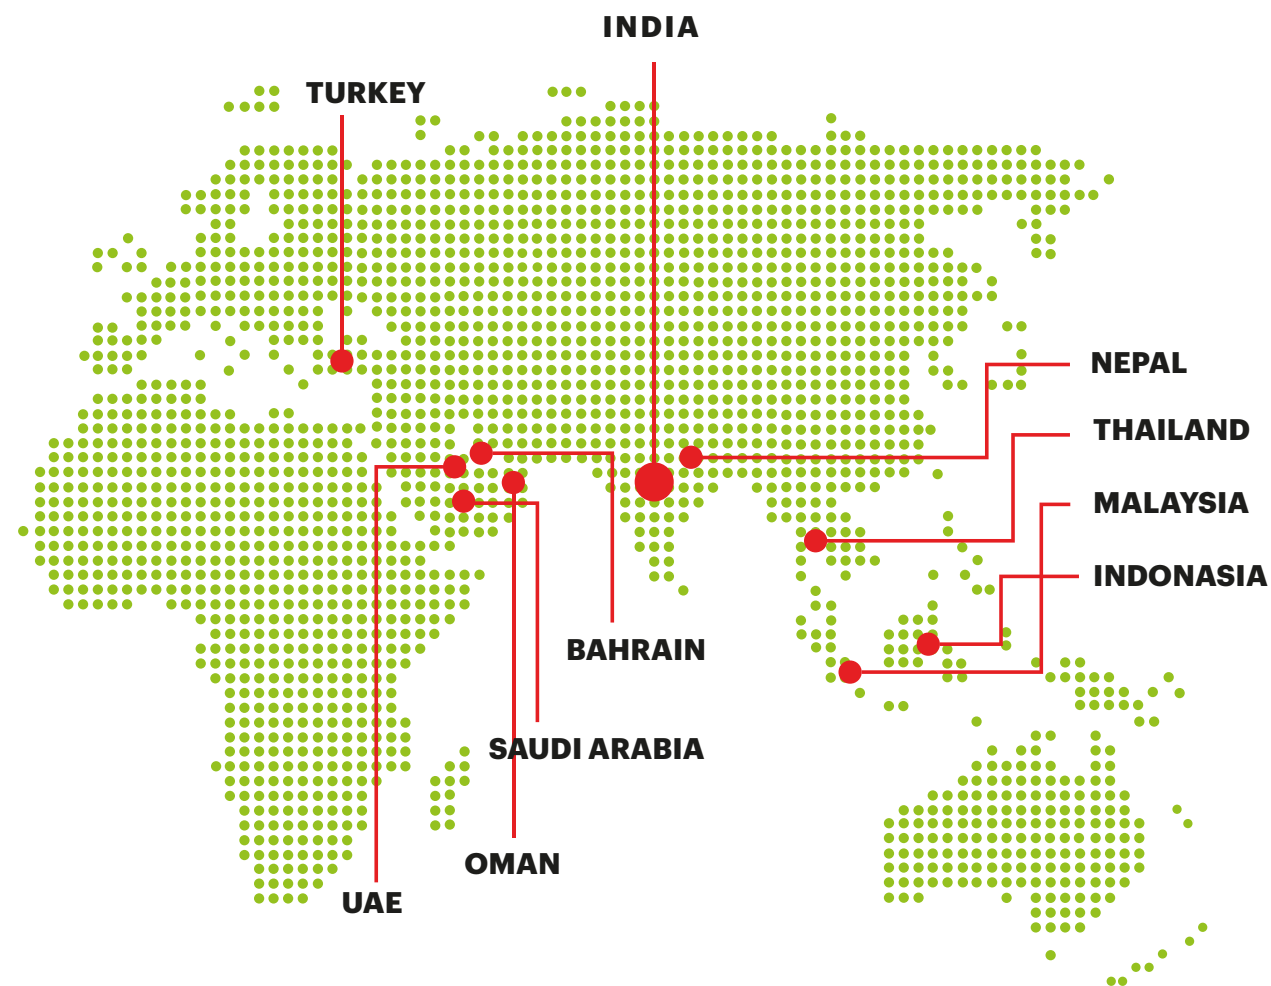 INDIA
TURKEY
NEPAL
THAILAND
MALAYSIA
INDONASIA
BAHRAIN
SAUDI ARABIA
OMAN
UAE